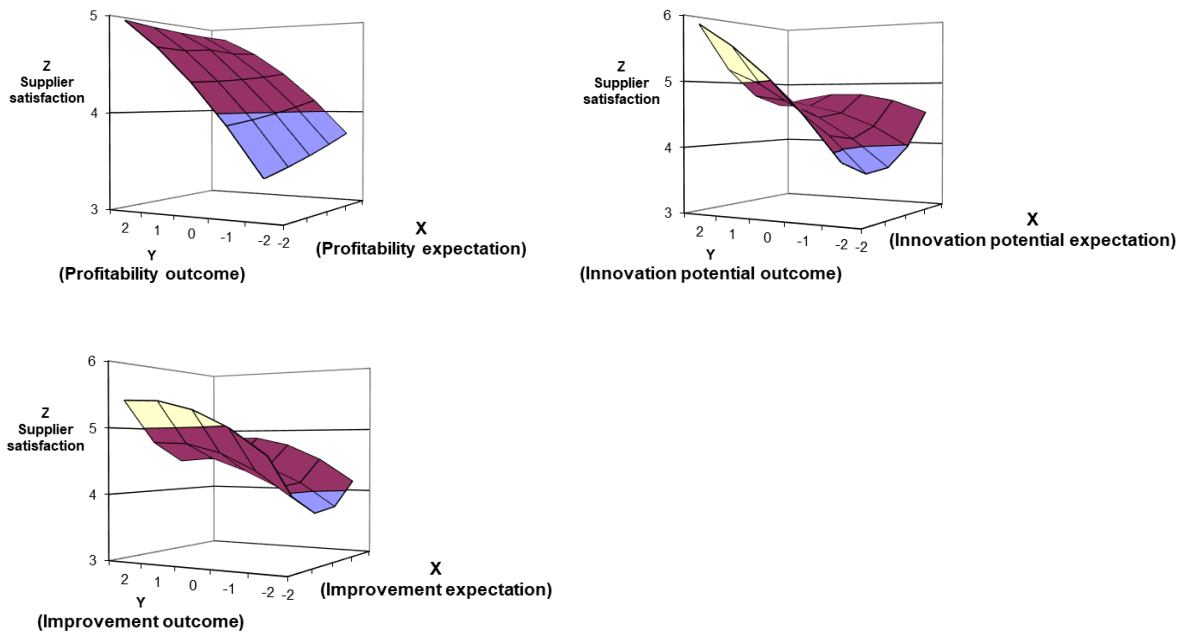 5
Z
Supplier
satisfaction
4
3
2
1
0
-1
-2
-2
X
(Profitability expectation)
Y
(Profitability outcome)
6
Z
Supplier
satisfaction
5
4
3
2
1
0
-1
-2
-2
X
(Innovation potential expectation)
Y
(Innovation potential outcome)
6
Z
Supplier
satisfaction
5
4
3
2
1
0
-1
-2
-2
X
(Improvement expectation)
Y
(Improvement outcome)